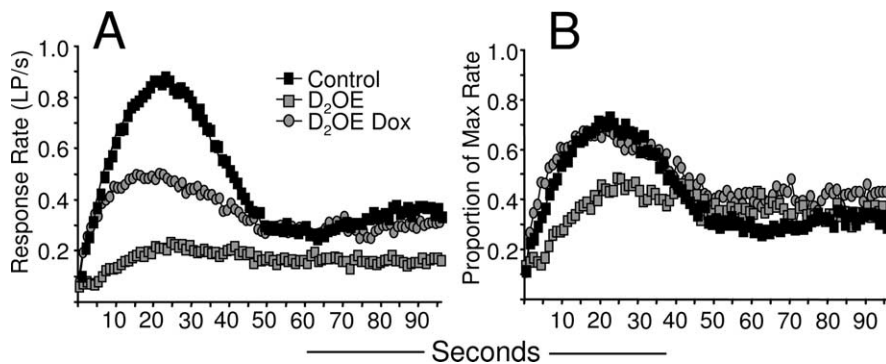 A
B
Response Rate (LP/s)
1.0
0.8
0.6
0.4
0.2
Control
D₂OE
D₂OE Dox
10 20 30 40 50 60 70 80 90
Proportion of Max Rate
1.0
0.8
0.6
0.4
0.2
10 20 30 40 50 60 70 80 90
Seconds